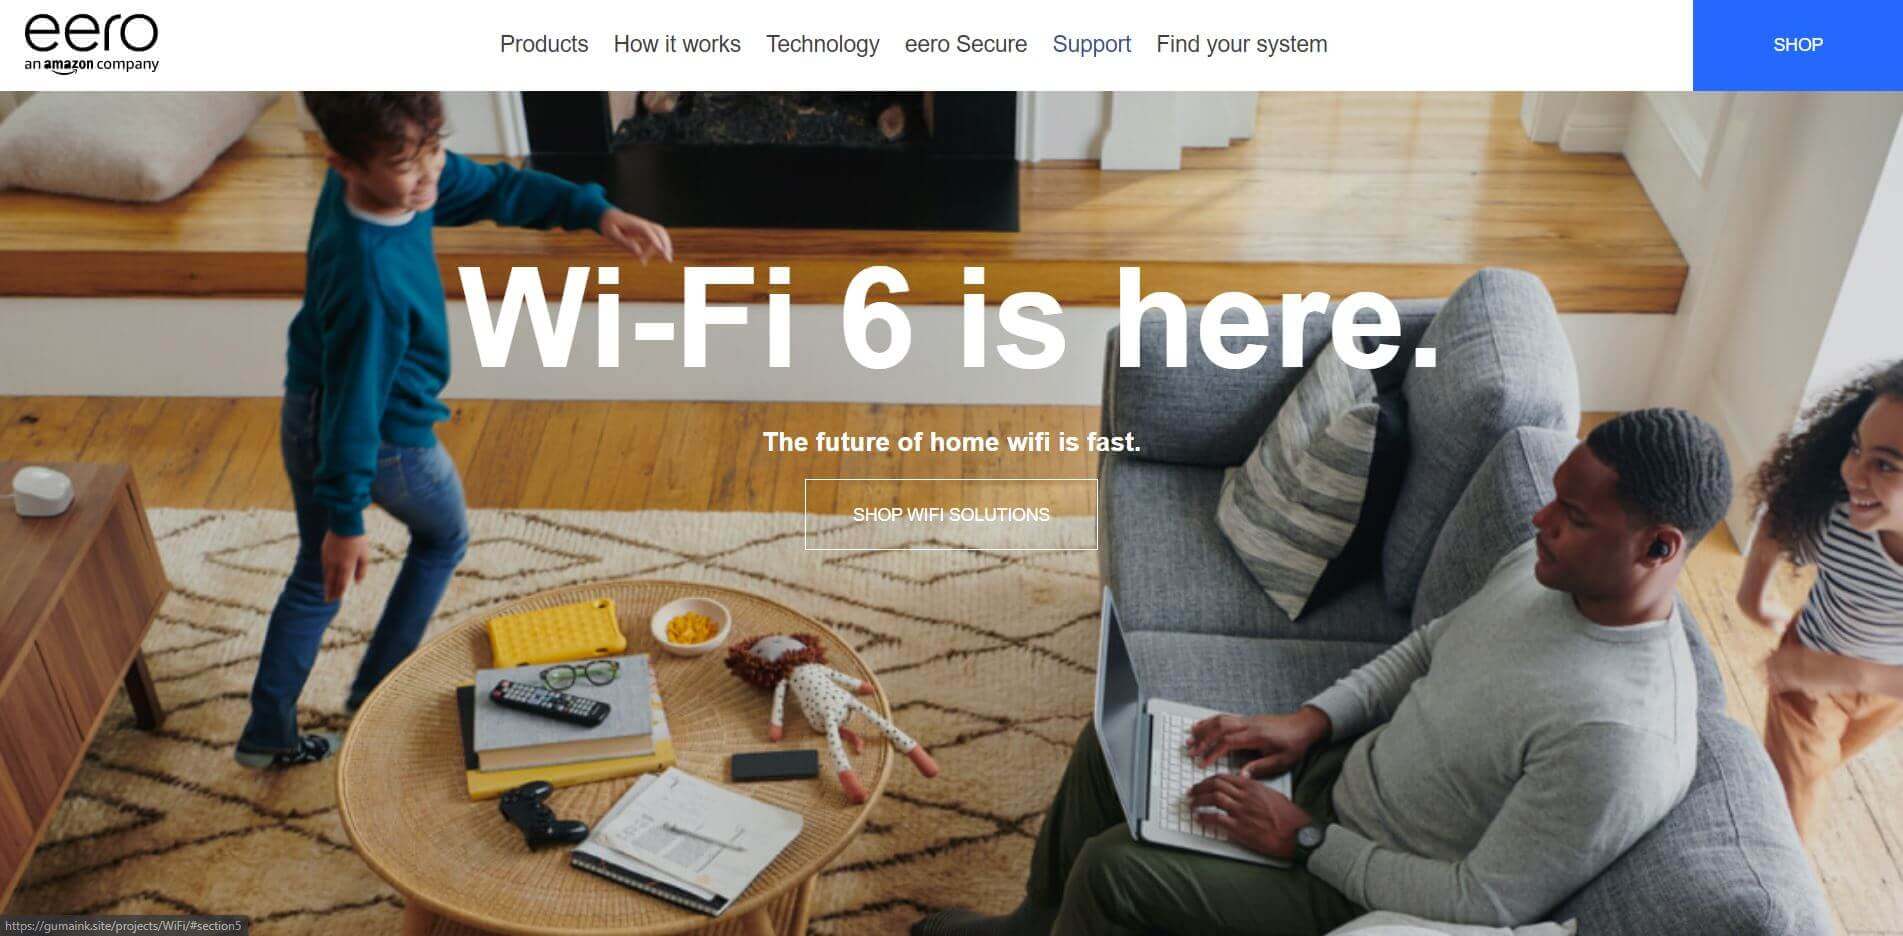 eero
an amazon company
Products How it works Technology eero Secure Support Find your system
SHOP
Wi-Fi 6 is here.
The future of home wifi is fast.
SHOP WIFI SOLUTIONS
https://gumaink.site/projects/WiFi/#section5